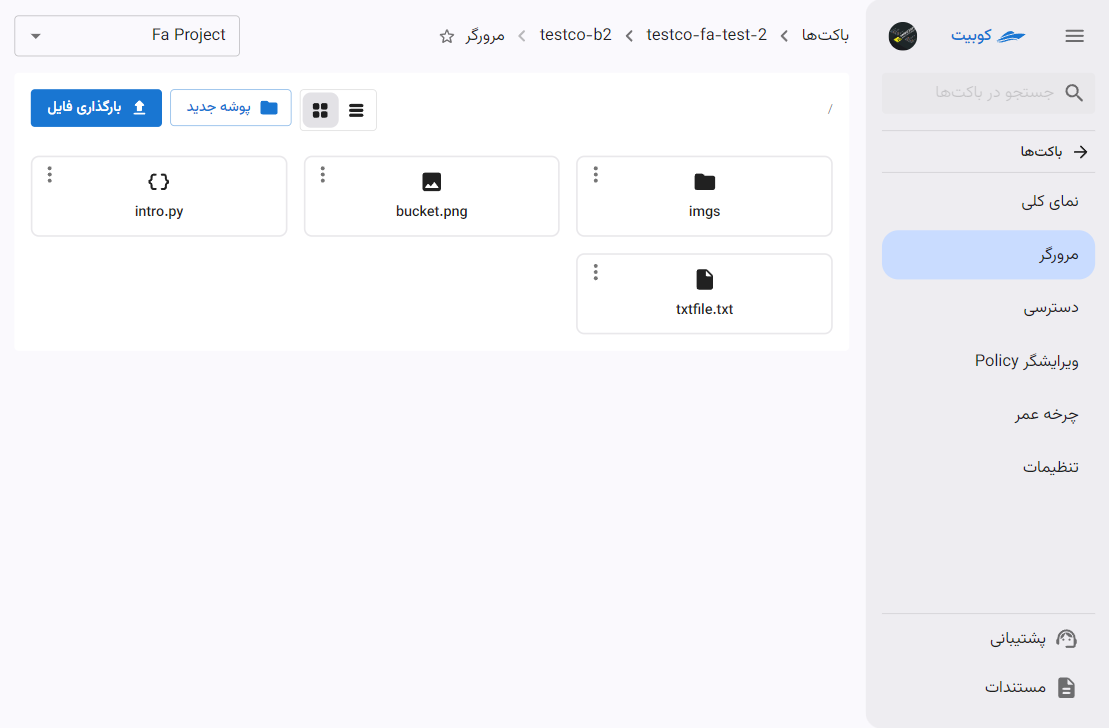 کوبیت
جستجو در باکت‌ها
باکت‌ها
نمای کلی
مرورگر
دسترسی
ویرایشگر Policy
چرخه عمر
تنظیمات
پشتیبانی
مستندات
باکت‌ها
testco-fa-test-2
testco-b2
مرورگر
Fa Project
/
پوشه جدید
بارگذاری فایل
imgs
bucket.png
intro.py
txtfile.txt